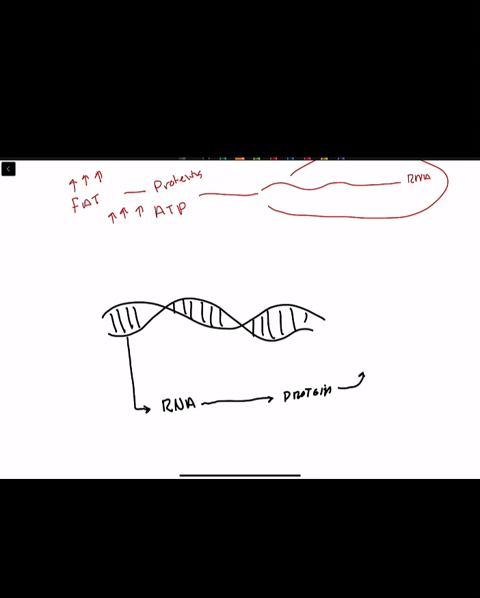 ↑ ↑ ↑
FAT — Proteins
↑ ↑ ↑ ATP
RNA
RNA → PROTEIN